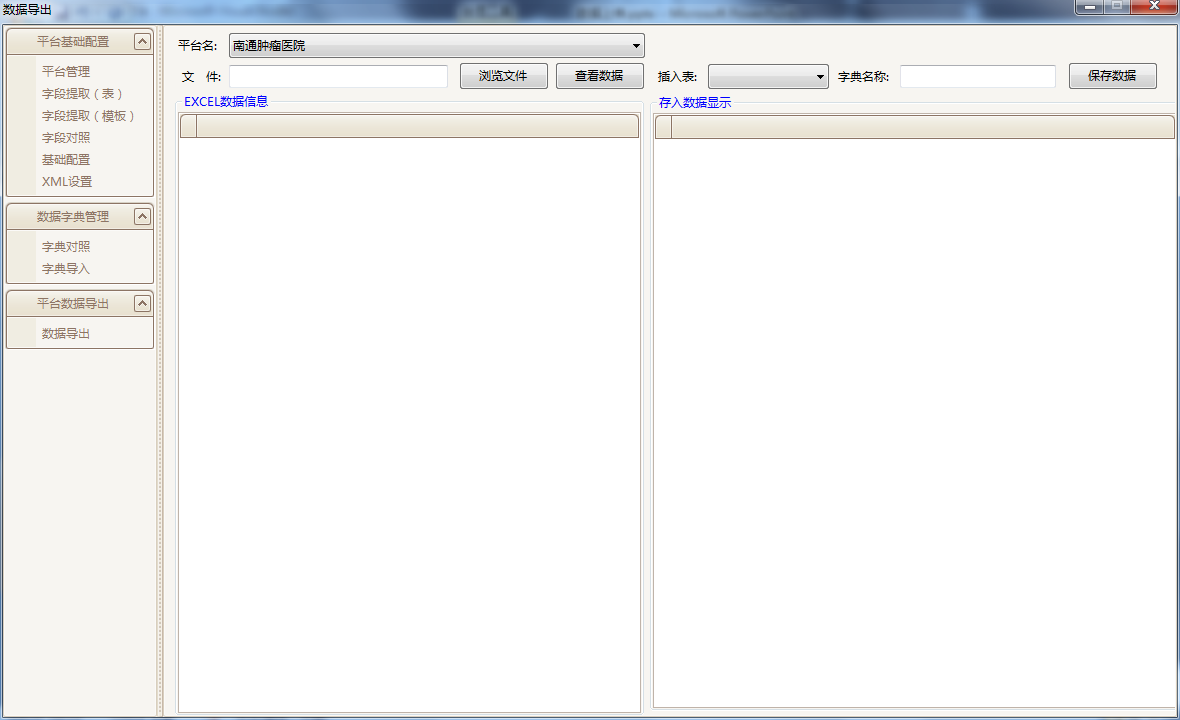 数据导出
平台基础配置
平台管理
字段提取（表）
字段提取（模板）
字段对照
基础配置
XML设置
数据字典管理
字典对照
字典导入
平台数据导出
数据导出
平台名: 南通肿瘤医院
文 件: 浏览文件 查看数据 插入表: 字典名称: 保存数据
EXCEL数据信息
存入数据显示